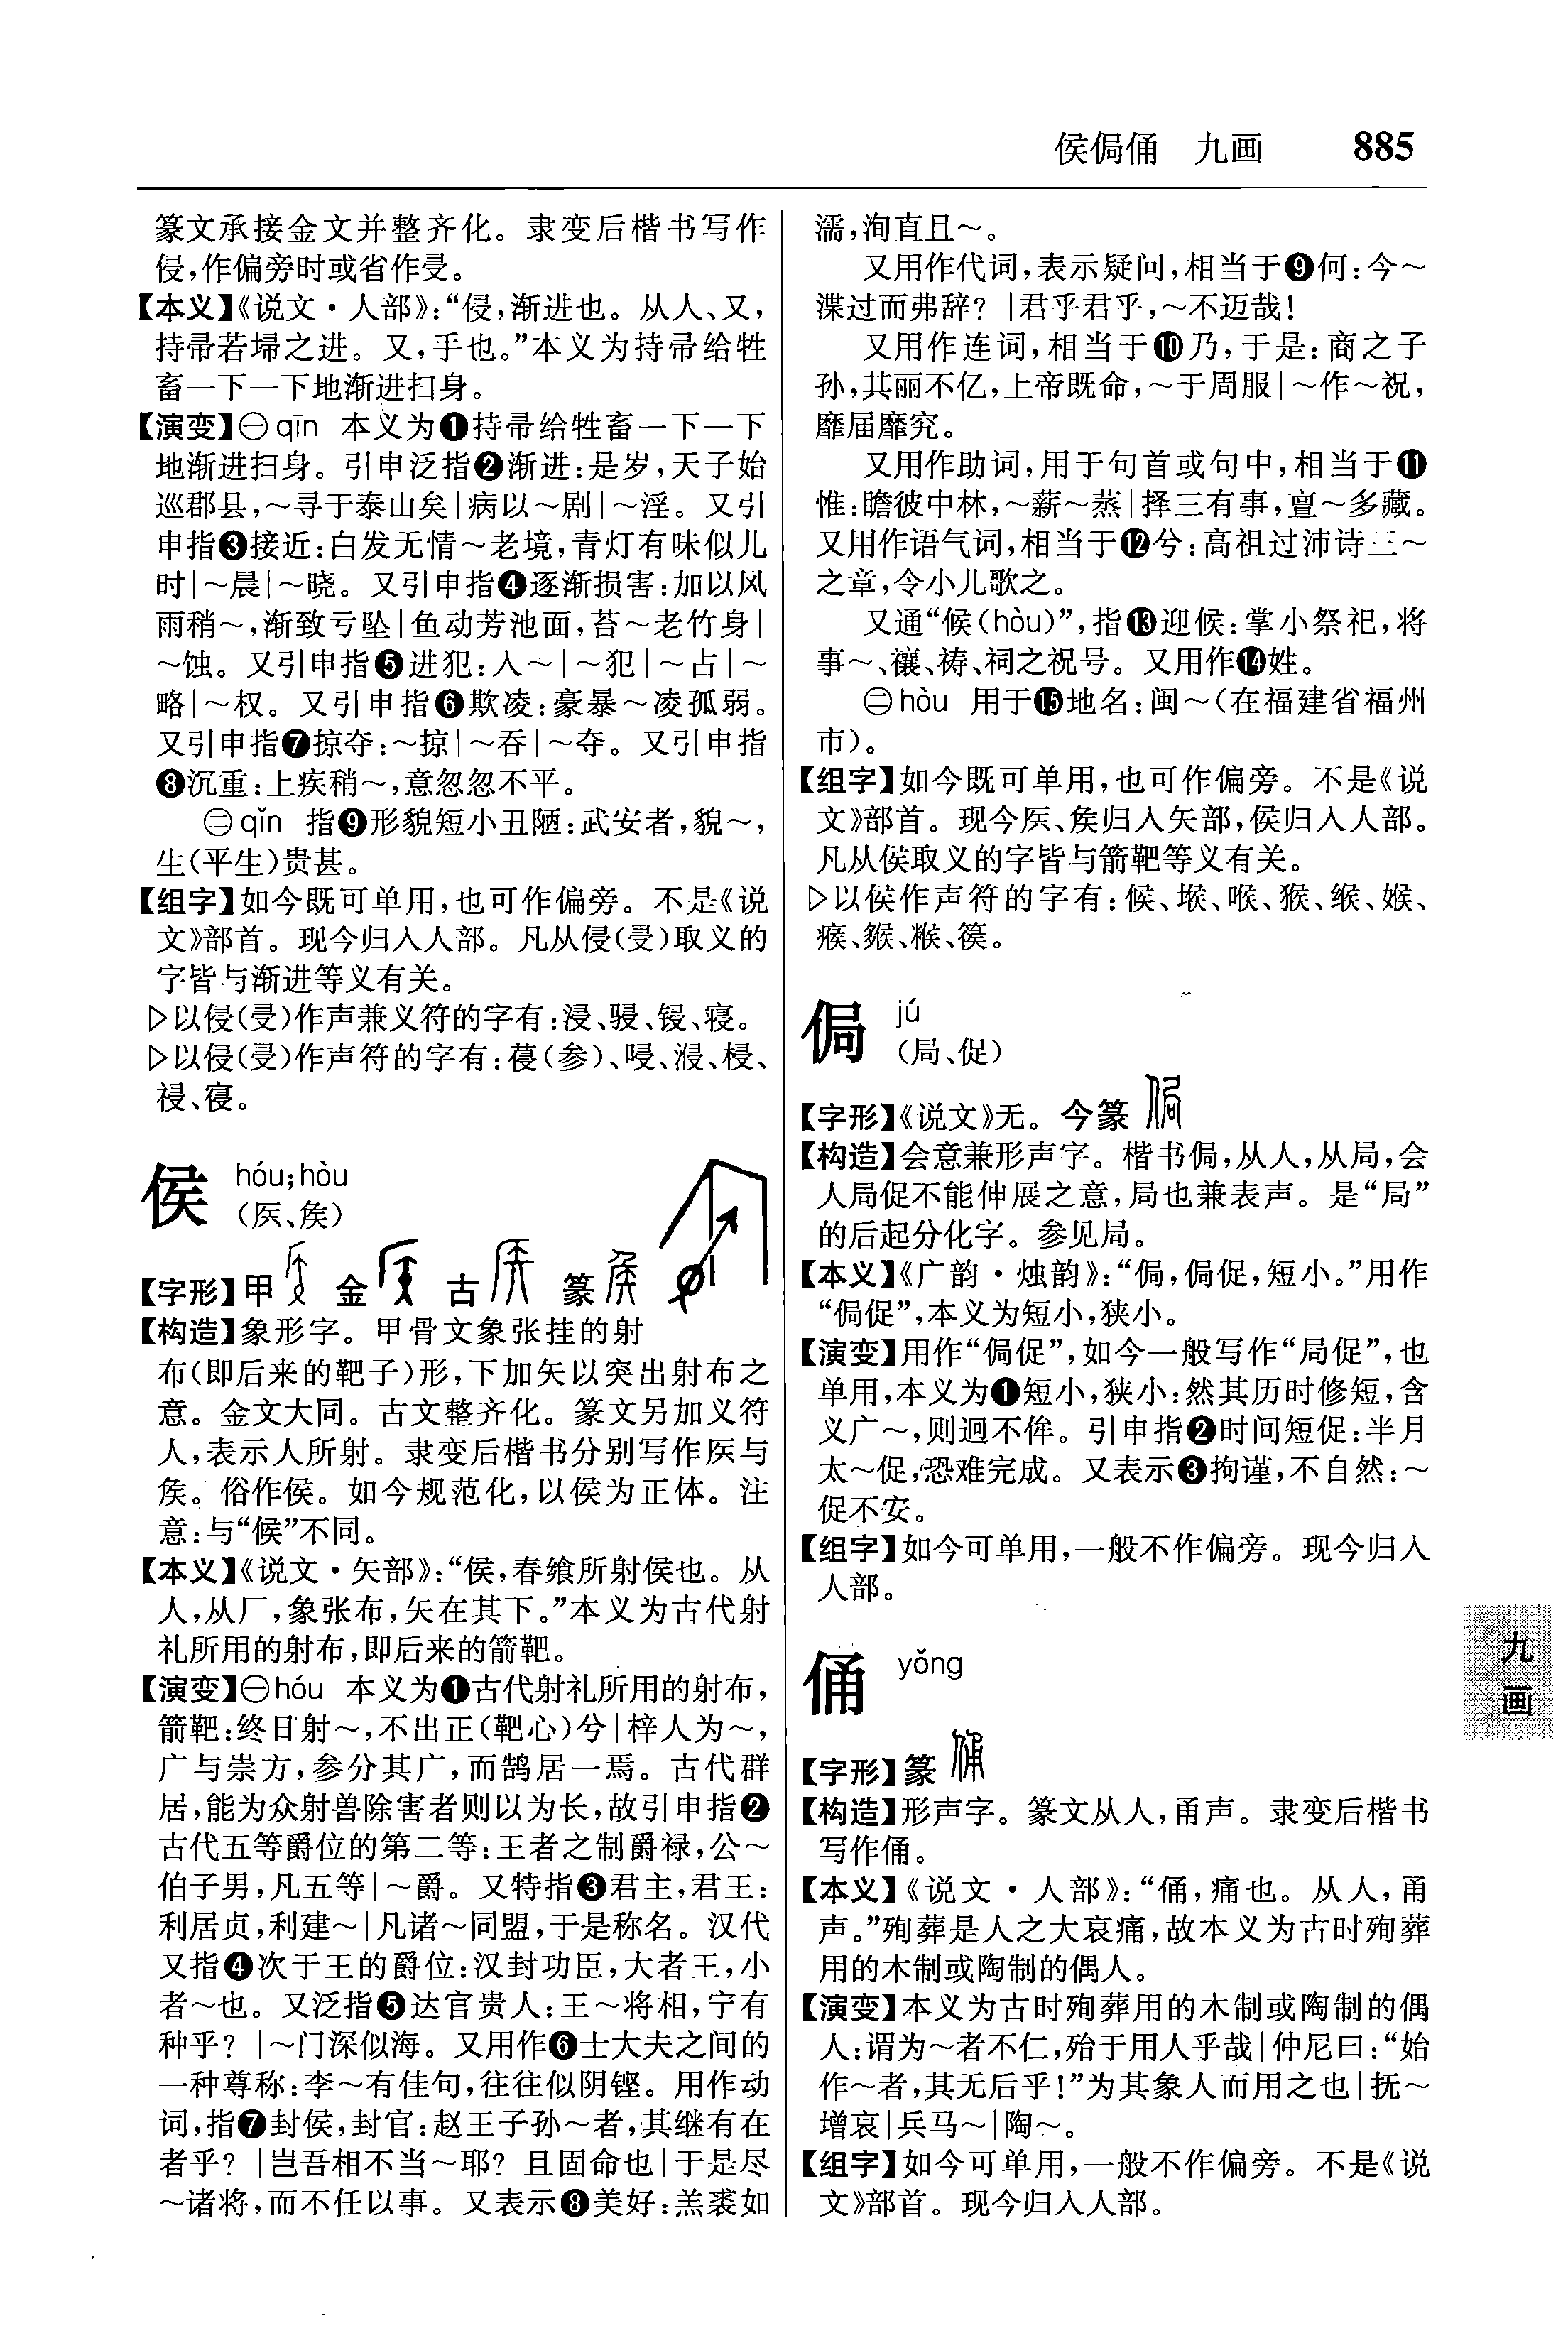 侯侷俑　九画　885
篆文承接金文并整齐化。隶变后楷书写作
侵,作偏旁时或省作㑴。
【本义】《说文·人部》:“侵,渐进也。从人、又,
持帚若埽之进。又,手也。”本义为持帚给牲
畜一下一下地渐进扫身。
【演变】㊀qīn 本义为❶持帚给牲畜一下一下
地渐进扫身。引申泛指❷渐进:是岁,天子始
巡郡县,~寻于泰山矣|病以~剧|~淫。又引
申指❸接近:白发无情~老境,青灯有味似儿
时|~晨|~晓。又引申指❹逐渐损害:加以风
雨稍~,渐致亏坠|鱼动芳池面,苔~老竹身|
~蚀。又引申指❺进犯:入~|~犯|~占|~
略|~权。又引申指❻欺凌:豪暴~凌孤弱。
又引申指❼掠夺:~掠|~吞|~夺。又引申指
❽沉重:上疾稍~,意忽忽不平。
㊁qǐn 指❾形貌短小丑陋:武安者,貌~,
生(平生)贵甚。
【组字】如今既可单用,也可作偏旁。不是《说
文》部首。现今归入人部。凡从侵()取义的
字皆与渐进等义有关。
▷以侵()作声兼义符的字有:浸、骎、锓、寝。
▷以侵()作声符的字有:葠(参)、唚、浸、梫、
祲、寑。
侯 hóu;hòu
(矦、矦)
【字形】甲 金 古 篆
【构造】象形字。甲骨文象张挂的射
布(即后来的靶子)形,下加矢以突出射布之
意。金文大同。古文整齐化。篆文另加义符
人,表示人所射。隶变后楷书分别写作𥎦与
矦。俗作侯。如今规范化,以侯为正体。注
意:与“候”不同。
【本义】《说文·矢部》:“侯,春飨所射侯也。从
人,从厂,象张布,矢在其下。”本义为古代射
礼所用的射布,即后来的箭靶。
【演变】㊀hóu 本义为❶古代射礼所用的射布,
箭靶:终日射~,不出正(靶心)兮|梓人为~,
广与崇方,参分其广,而鹄居一焉。古代群
居,能为众射兽除害者则以为长,故引申指❷
古代五等爵位的第二等:王者之制爵禄,公~
伯子男,凡五等|~爵。又特指❸君主,君王:
利居贞,利建~|凡诸~同盟,于是称名。汉代
又指❹次于王的爵位:汉封功臣,大者王,小
者~也。又泛指❺达官贵人:王~将相,宁有
种乎?|~门深似海。又用作❻士大夫之间的
一种尊称:李~有佳句,往往似阴铿。用作动
词,指❼封侯,封官:赵王子孙~者,其继有在
者乎?|岂吾相不当~耶?且固命也|于是尽
~诸将,而不任以事。又表示❽美好:羔裘如
濡,洵直且~。
又用作代词,表示疑问,相当于❾何:今~
渫过而弗辞?|君乎君乎,~不迈哉!
又用作连词,相当于❿乃,于是:商之子
孙,其丽不亿,上帝既命,~于周服|~作~祝,
靡届靡究。
又用作助词,用于句首或句中,相当于⓫
惟:瞻彼中林,~薪~蒸|择三有事,亶~多藏。
又用作语气词,相当于⓬兮:高祖过沛诗三~
之章,令小儿歌之。
又通“候(hòu)”,指⓭迎候:掌小祭祀,将
事~、禳、祷、祠之祝号。又用作⓮姓。
㊁hòu 用于⓯地名:闽~(在福建省福州
市)。
【组字】如今既可单用,也可作偏旁。不是《说
文》部首。现今𥎦、矦归入矢部,侯归入人部。
凡从侯取义的字皆与箭靶等义有关。
▷以侯作声符的字有:候、堠、喉、猴、缑、嫉、
瘊、鍭、糇、篌。
侷 jú
(局、促)
【字形】《说文》无。今篆
【构造】会意兼形声字。楷书侷,从人,从局,会
人局促不能伸展之意,局也兼表声。是“局”
的后起分化字。参见局。
【本义】《广韵·烛韵》:“侷,侷促,短小。”用作
“侷促”,本义为短小,狭小。
【演变】用作“侷促”,如今一般写作“局促”,也
单用,本义为❶短小,狭小:然其历时修短,含
义广~,则迥不侔。引申指❷时间短促:半月
太~促,恐难完成。又表示❸拘谨,不自然:~
促不安。
【组字】如今可单用,一般不作偏旁。现今归入
人部。
俑 yǒng
【字形】篆
【构造】形声字。篆文从人,甬声。隶变后楷书
写作俑。
【本义】《说文·人部》:“俑,痛也。从人,甬
声。”殉葬是人之大哀痛,故本义为古时殉葬
用的木制或陶制的偶人。
【演变】本义为古时殉葬用的木制或陶制的偶
人:谓为~者不仁,殆于用人乎哉|仲尼曰:“始
作~者,其无后乎!”为其象人而用之也|抚~
增哀|兵马~|陶~。
【组字】如今可单用,一般不作偏旁。不是《说
文》部首。现今归入人部。
九
画